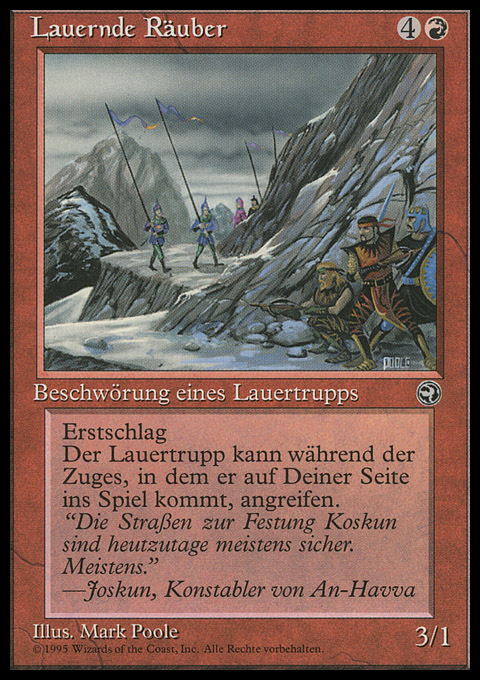 Lauernde Räuber 4
POOLE
Beschwörung eines Lauertrupps
Erstschlag
Der Lauertrupp kann während der
Zuges, in dem er auf Deiner Seite
ins Spiel kommt, angreifen.
“Die Straßen zur Festung Koskun
sind heutzutage meistens sicher.
Meistens.”
—Joskun, Konstabler von An-Havva
Illus. Mark Poole
3/1
©1995 Wizards of the Coast, Inc. Alle Rechte vorbehalten.